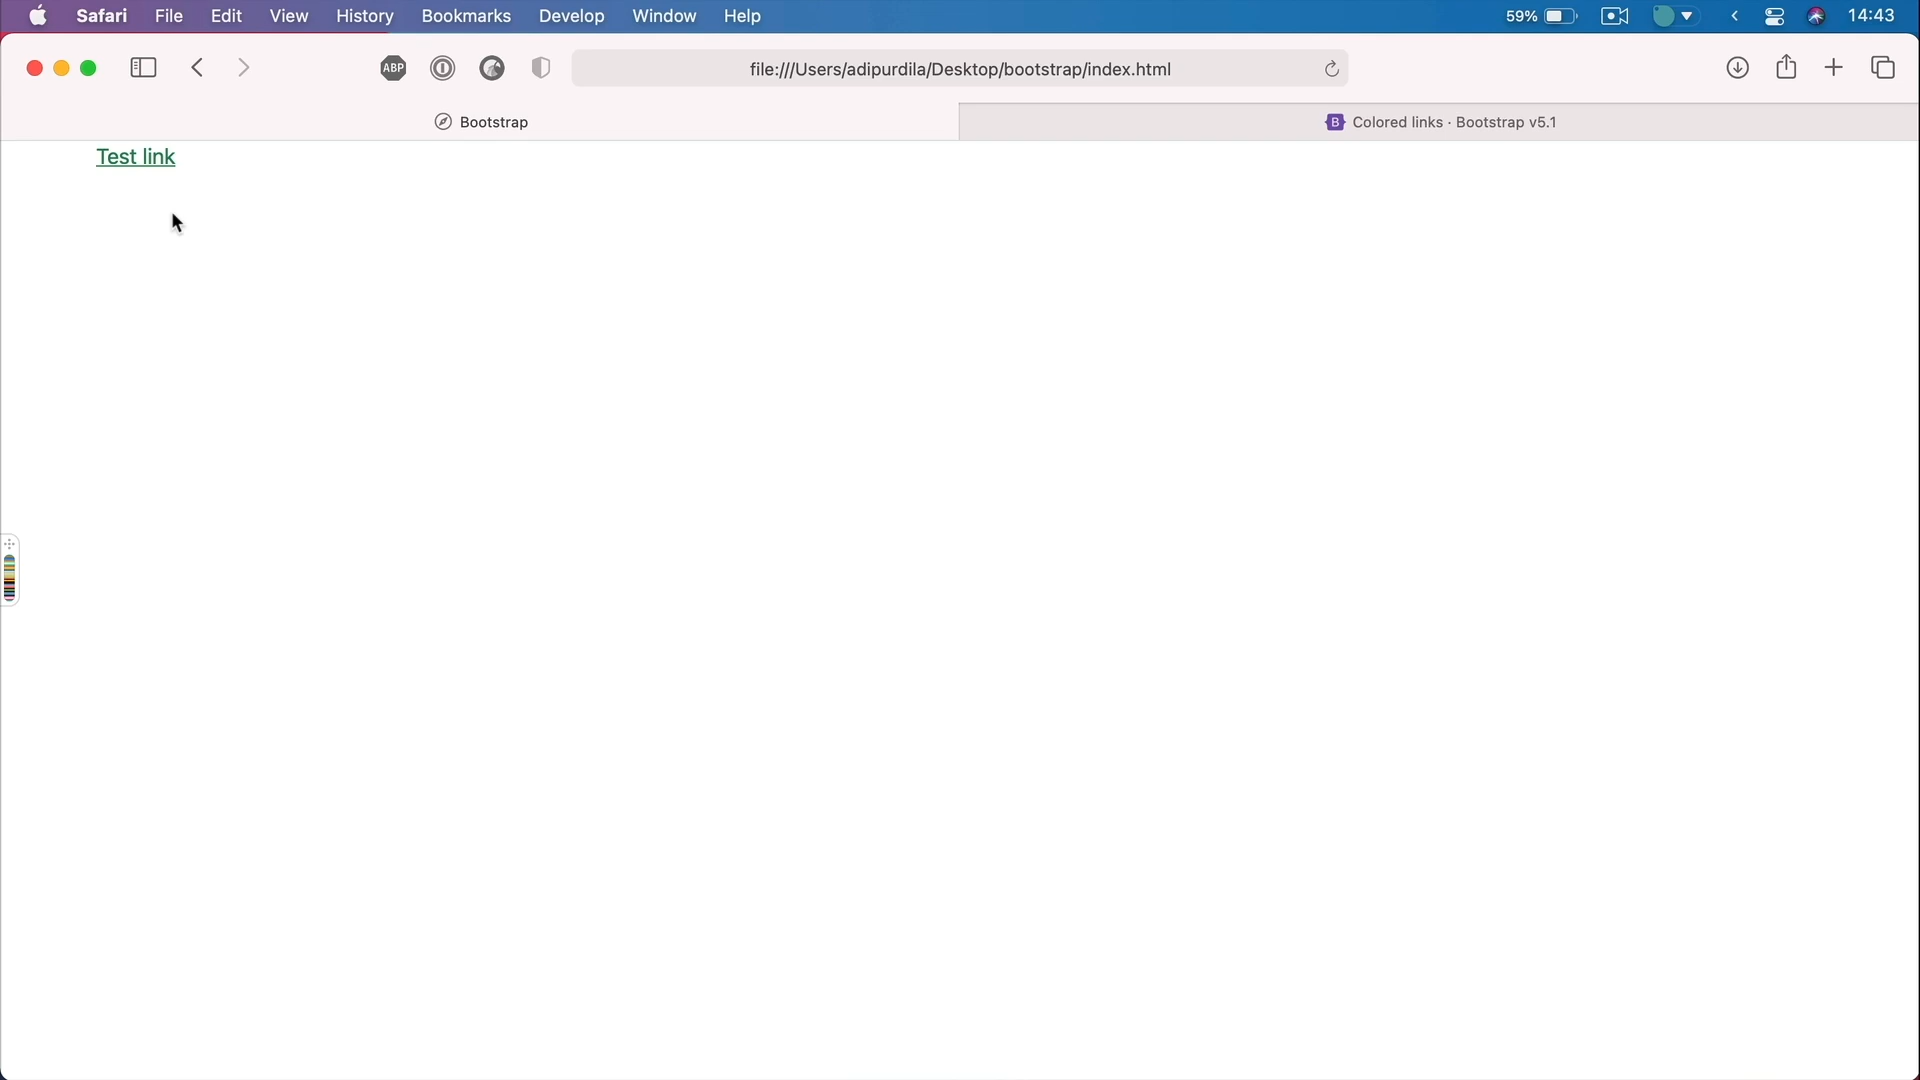 Safari File Edit View History Bookmarks Develop Window Help 59% 14:43
ABP file:///Users/adipurdila/Desktop/bootstrap/index.html
Bootstrap B Colored links · Bootstrap v5.1
Test link